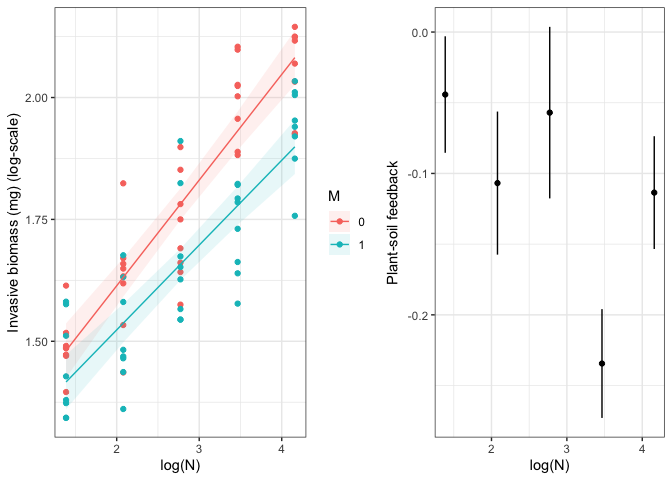 Invasive biomass (mg) (log-scale)
2.00
1.75
1.50
2
3
4
log(N)
M
0
1
Plant-soil feedback
0.0
-0.1
-0.2
2
3
4
log(N)